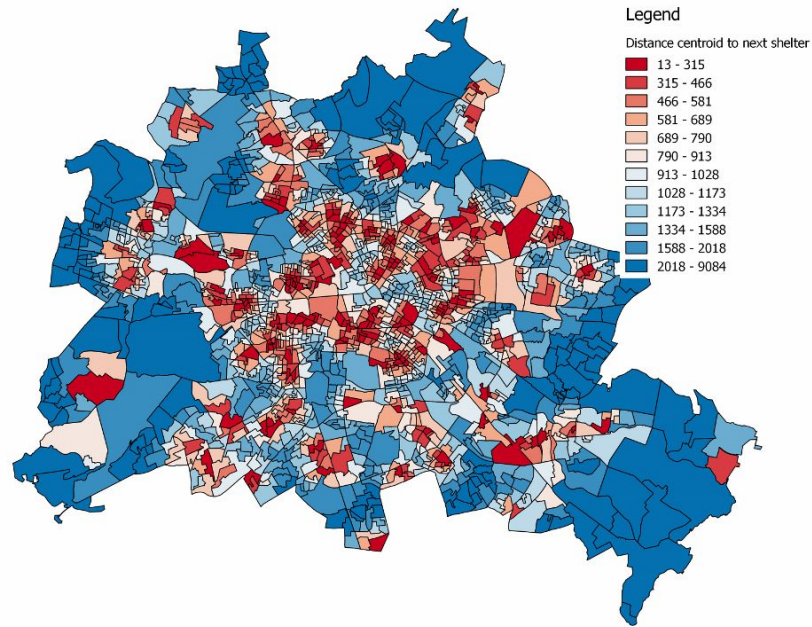 Legend
Distance centroid to next shelter
13 - 315
315 - 466
466 - 581
581 - 689
689 - 790
790 - 913
913 - 1028
1028 - 1173
1173 - 1334
1334 - 1588
1588 - 2018
2018 - 9084